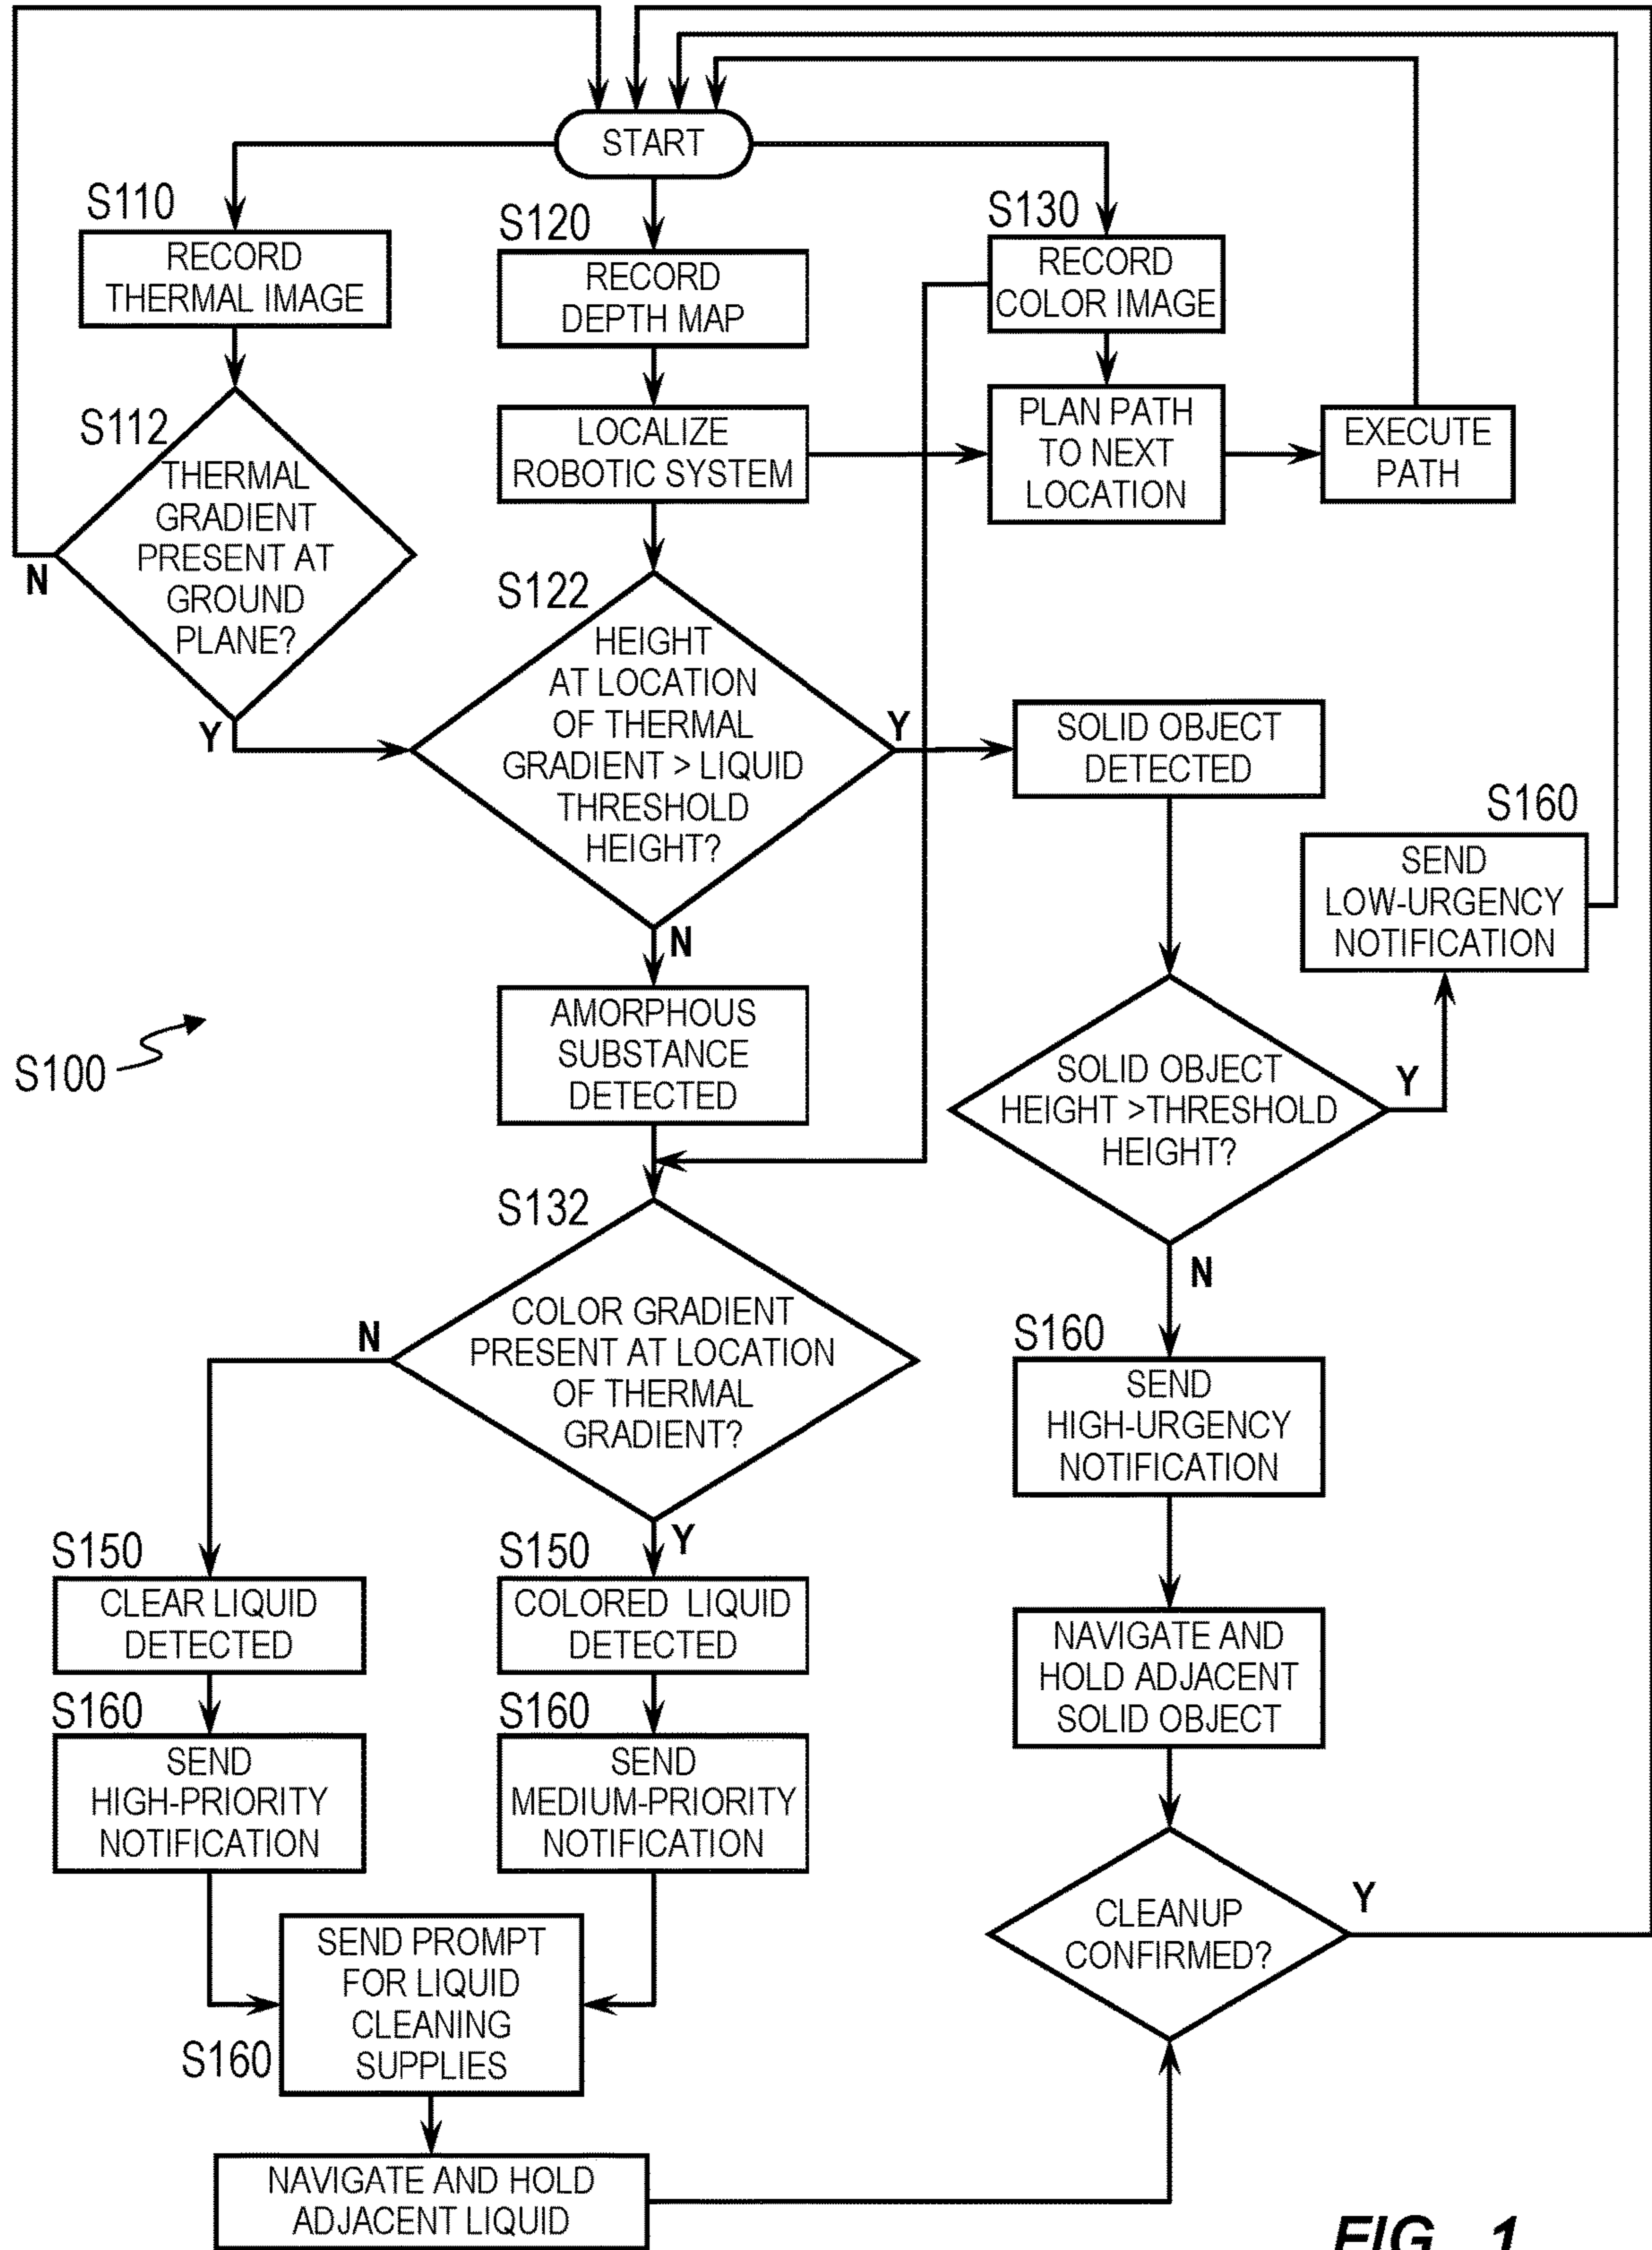 START
S110
RECORD
THERMAL IMAGE
S120
RECORD
DEPTH MAP
S130
RECORD
COLOR IMAGE
S112
THERMAL
GRADIENT
PRESENT AT
GROUND
PLANE?
N
Y
LOCALIZE
ROBOTIC SYSTEM
PLAN PATH
TO NEXT
LOCATION
EXECUTE
PATH
S122
HEIGHT
AT LOCATION
OF THERMAL
GRADIENT > LIQUID
THRESHOLD
HEIGHT?
Y
N
SOLID OBJECT
DETECTED
S160
SEND
LOW-URGENCY
NOTIFICATION
S100
AMORPHOUS
SUBSTANCE
DETECTED
SOLID OBJECT
HEIGHT >THRESHOLD
HEIGHT?
Y
N
S132
COLOR GRADIENT
PRESENT AT LOCATION
OF THERMAL
GRADIENT?
N
Y
S160
SEND
HIGH-URGENCY
NOTIFICATION
S150
CLEAR LIQUID
DETECTED
S150
COLORED LIQUID
DETECTED
NAVIGATE AND
HOLD ADJACENT
SOLID OBJECT
S160
SEND
HIGH-PRIORITY
NOTIFICATION
S160
SEND
MEDIUM-PRIORITY
NOTIFICATION
CLEANUP
CONFIRMED?
Y
SEND PROMPT
FOR LIQUID
CLEANING
SUPPLIES
S160
NAVIGATE AND HOLD
ADJACENT LIQUID
FIG_1